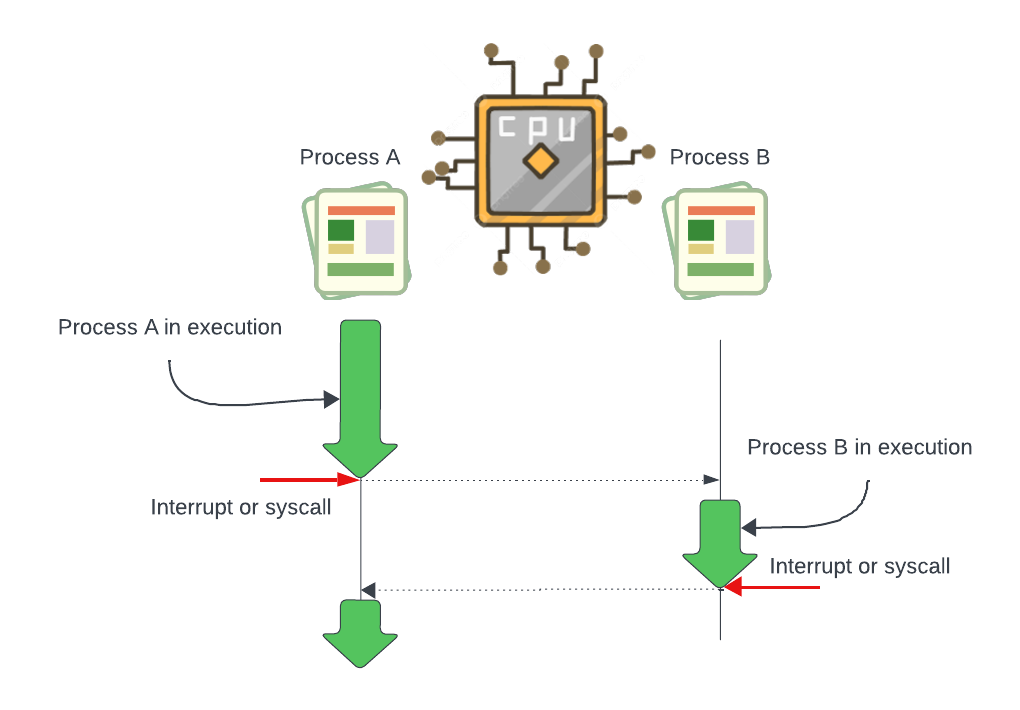 cpu
Process A
Process B
Process A in execution
Process B in execution
Interrupt or syscall
Interrupt or syscall